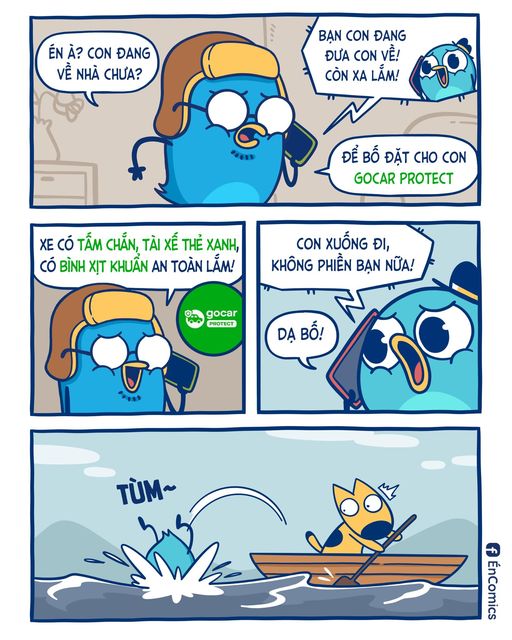 ÉN À? CON ĐANG
VỀ NHÀ CHƯA?
BẠN CON ĐANG
ĐƯA CON VỀ!
CÒN XA LẮM!
ĐỂ BỐ ĐẶT CHO CON
GOCAR PROTECT
XE CÓ TẤM CHẮN, TÀI XẾ THẺ XANH,
CÓ BÌNH XỊT KHUẨN AN TOÀN LẮM!
gocar
PROTECT
CON XUỐNG ĐI,
KHÔNG PHIỀN BẠN NỮA!
DẠ BỐ!
TÙM~
ÉnComics